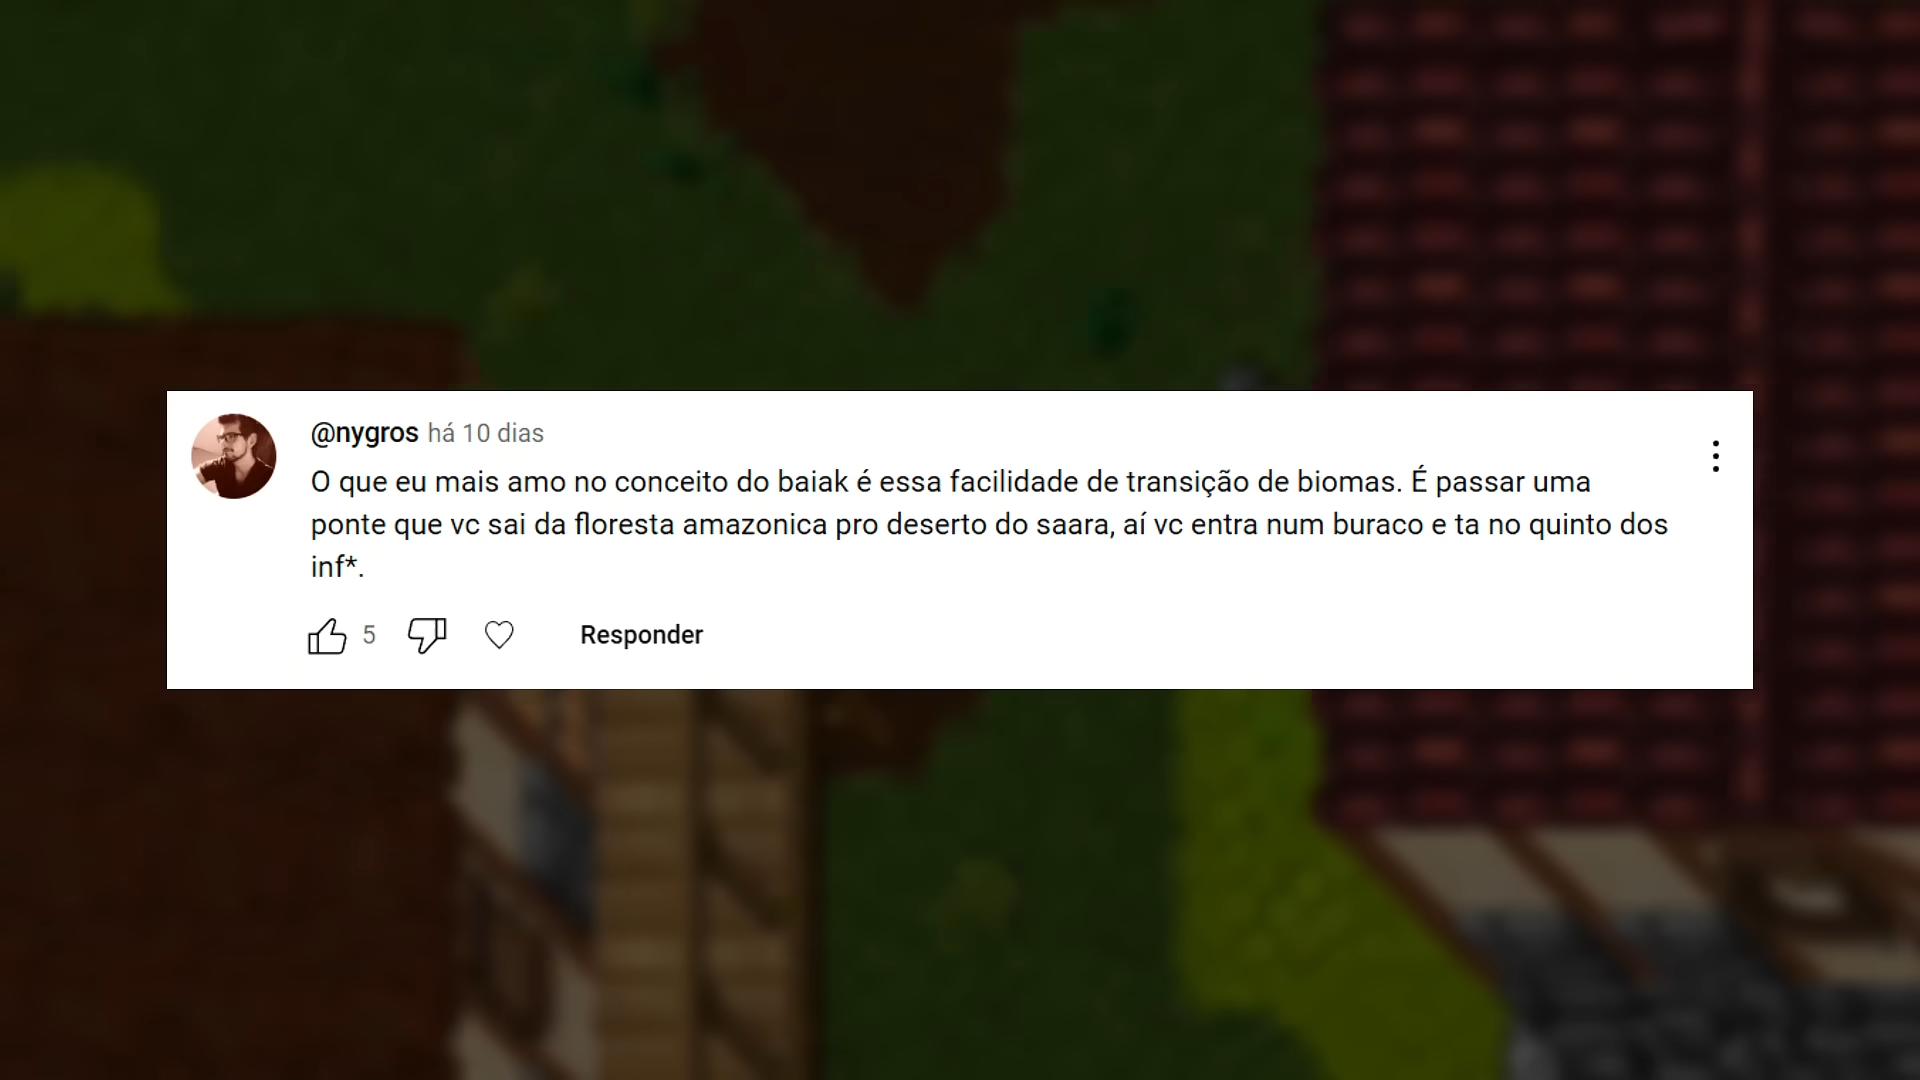 @nygros há 10 dias
O que eu mais amo no conceito do baiak é essa facilidade de transição de biomas. É passar uma
ponte que vc sai da floresta amazonica pro deserto do saara, aí vc entra num buraco e ta no quinto dos
inf*.
5 Responder